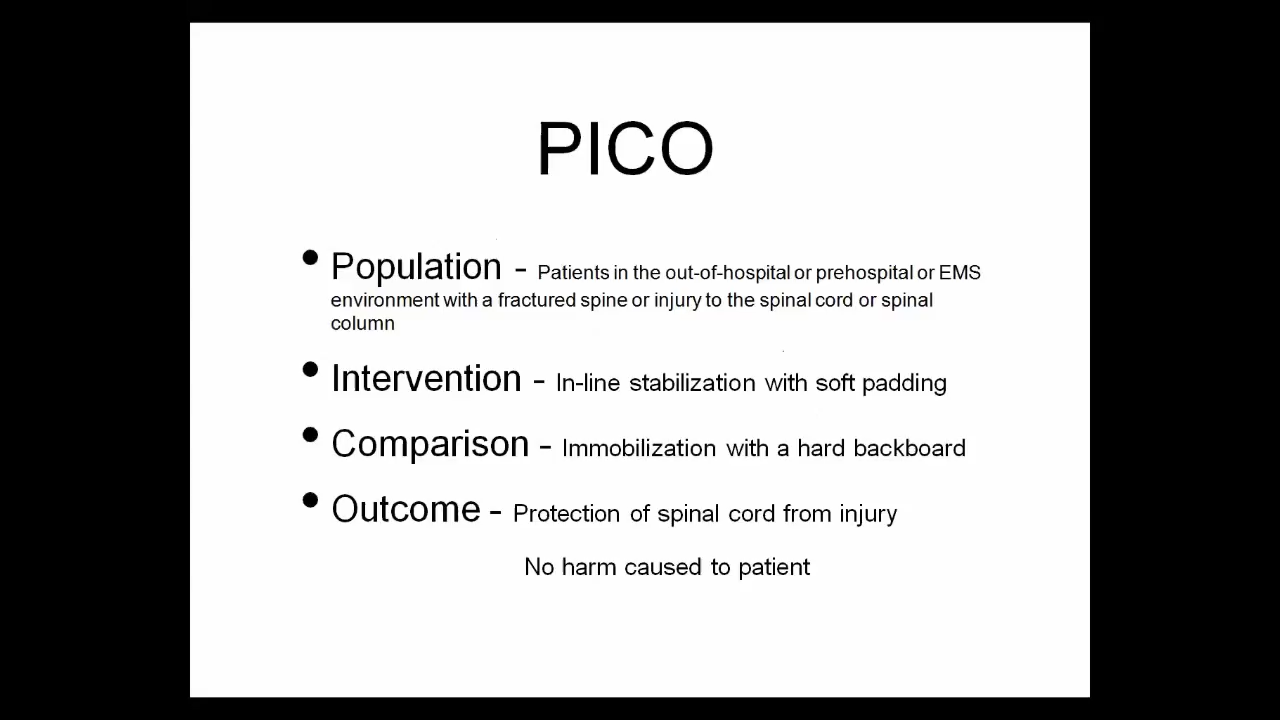 PICO
• Population - Patients in the out-of-hospital or prehospital or EMS
environment with a fractured spine or injury to the spinal cord or spinal
column
• Intervention - In-line stabilization with soft padding
• Comparison - Immobilization with a hard backboard
• Outcome - Protection of spinal cord from injury
No harm caused to patient